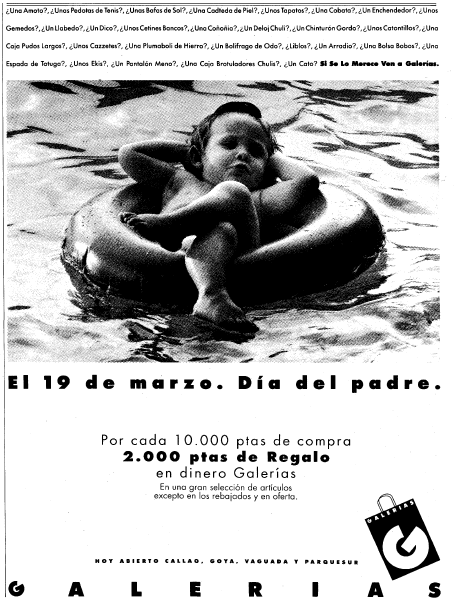 ¿Una Amoto?, ¿Unas Pedotas de Tenis?, ¿Unas Bafas de Sol?, ¿Una Cadteda de Piel?, ¿Unos Tapatos?, ¿Una Cabata?, ¿Un Enchendedor?, ¿Unos
Gemedos?, ¿Un Llabedo?, ¿Un Dico?, ¿Unos Cetines Bancos?, ¿Una Coñoñia?, ¿Un Deloj Chuli?, ¿Un Chinturón Gordo?, ¿Unos Catontillos?, ¿Una
Caja Pudos Largos?, Unos Cazzetes?, ¿Una Plumaboli de Hierro?, ¿Un Bolifrago de Odo?, ¿Liblos?, ¿Un Arradio?, ¿Una Bolsa Bobos?, ¿Una
Espada de Tatugo?, ¿Unos Ekis?, ¿Un Pantalón Meno?, ¿Una Caja Brotuladores Chulis?, ¿Un Cato? Si Se Lo Merece Ven a Galerías.
El 19 de marzo. Día del padre.
Por cada 10.000 ptas de compra
2.000 ptas de Regalo
en dinero Galerías
En una gran selección de artículos
excepto en los rebajados y en oferta.
GALERIAS
G
HOY ABIERTO CALLAO, GOYA, VAGUADA Y PARQUESUR
GALERIAS